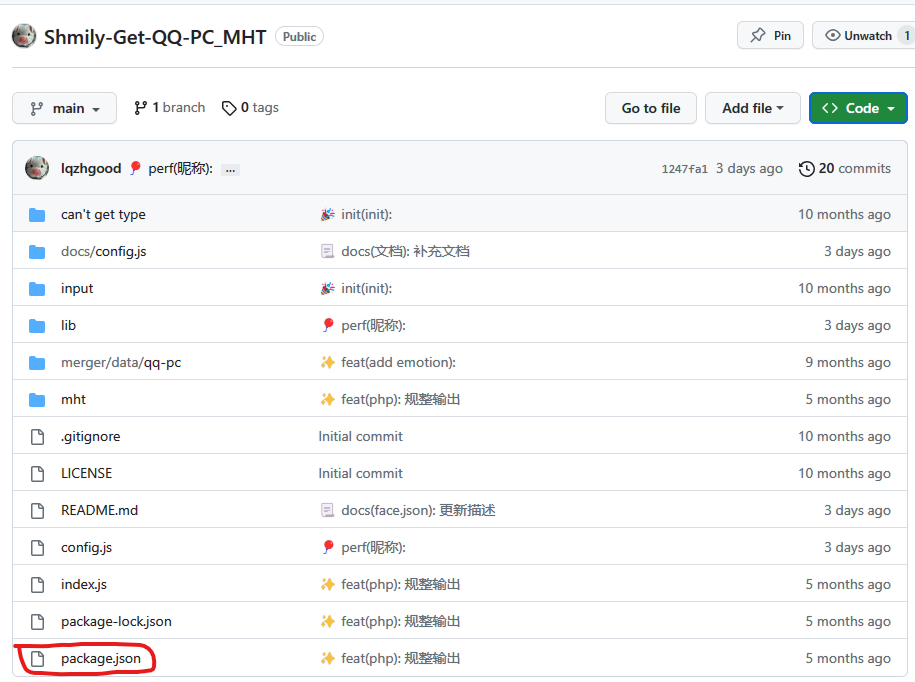 Shmily-Get-QQ-PC_MHT Public Pin Unwatch 1
main 1 branch 0 tags Go to file Add file Code
lqzhgood perf(昵称): ... 1247fa1 3 days ago 20 commits
can't get type init(init): 10 months ago
docs/config.js docs(文档): 补充文档 3 days ago
input init(init): 10 months ago
lib perf(昵称): 3 days ago
merger/data/qq-pc feat(add emotion): 9 months ago
mht feat(php): 规整输出 5 months ago
.gitignore Initial commit 10 months ago
LICENSE Initial commit 10 months ago
README.md docs(face.json): 更新描述 3 days ago
config.js perf(昵称): 3 days ago
index.js feat(php): 规整输出 5 months ago
package-lock.json feat(php): 规整输出 5 months ago
package.json feat(php): 规整输出 5 months ago